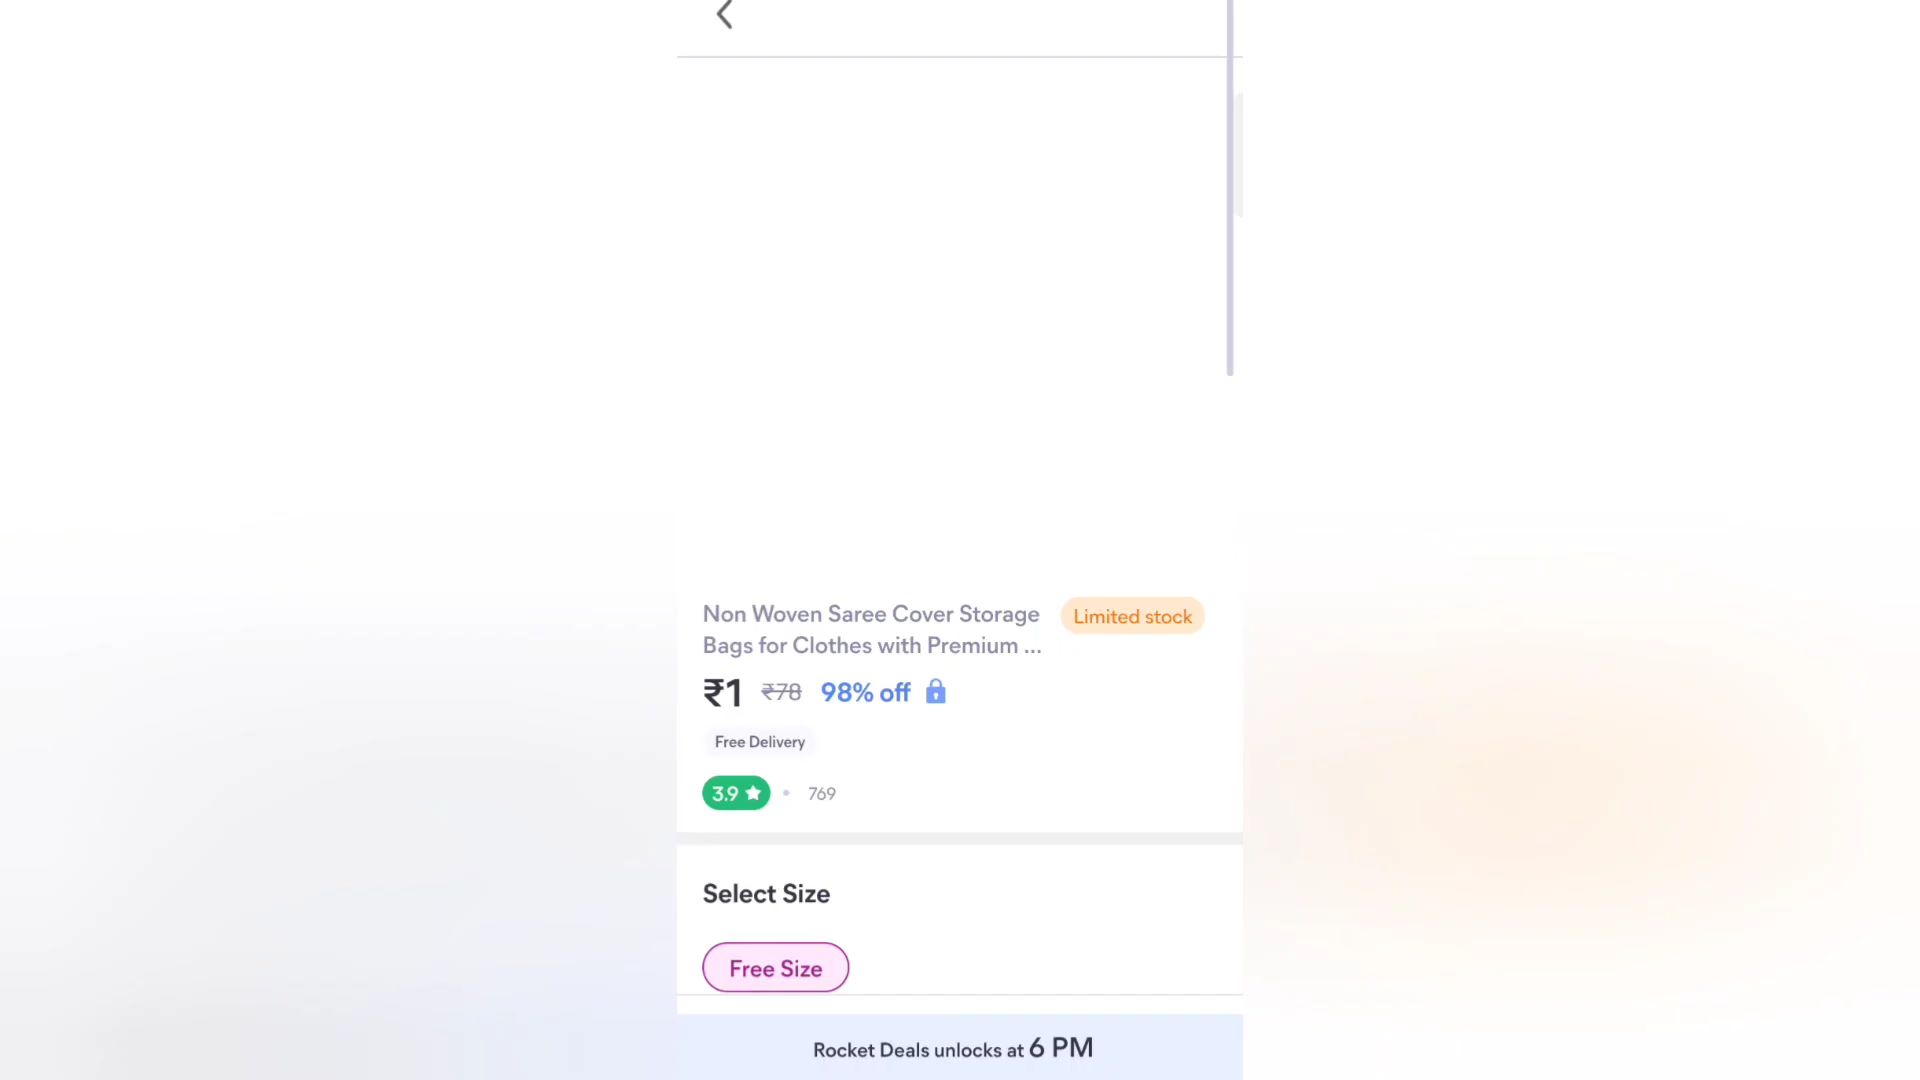 Non Woven Saree Cover Storage
Bags for Clothes with Premium ...
Limited stock
₹1 ₹78 98% off
Free Delivery
3.9 ★ • 769
Select Size
Free Size
Rocket Deals unlocks at 6 PM